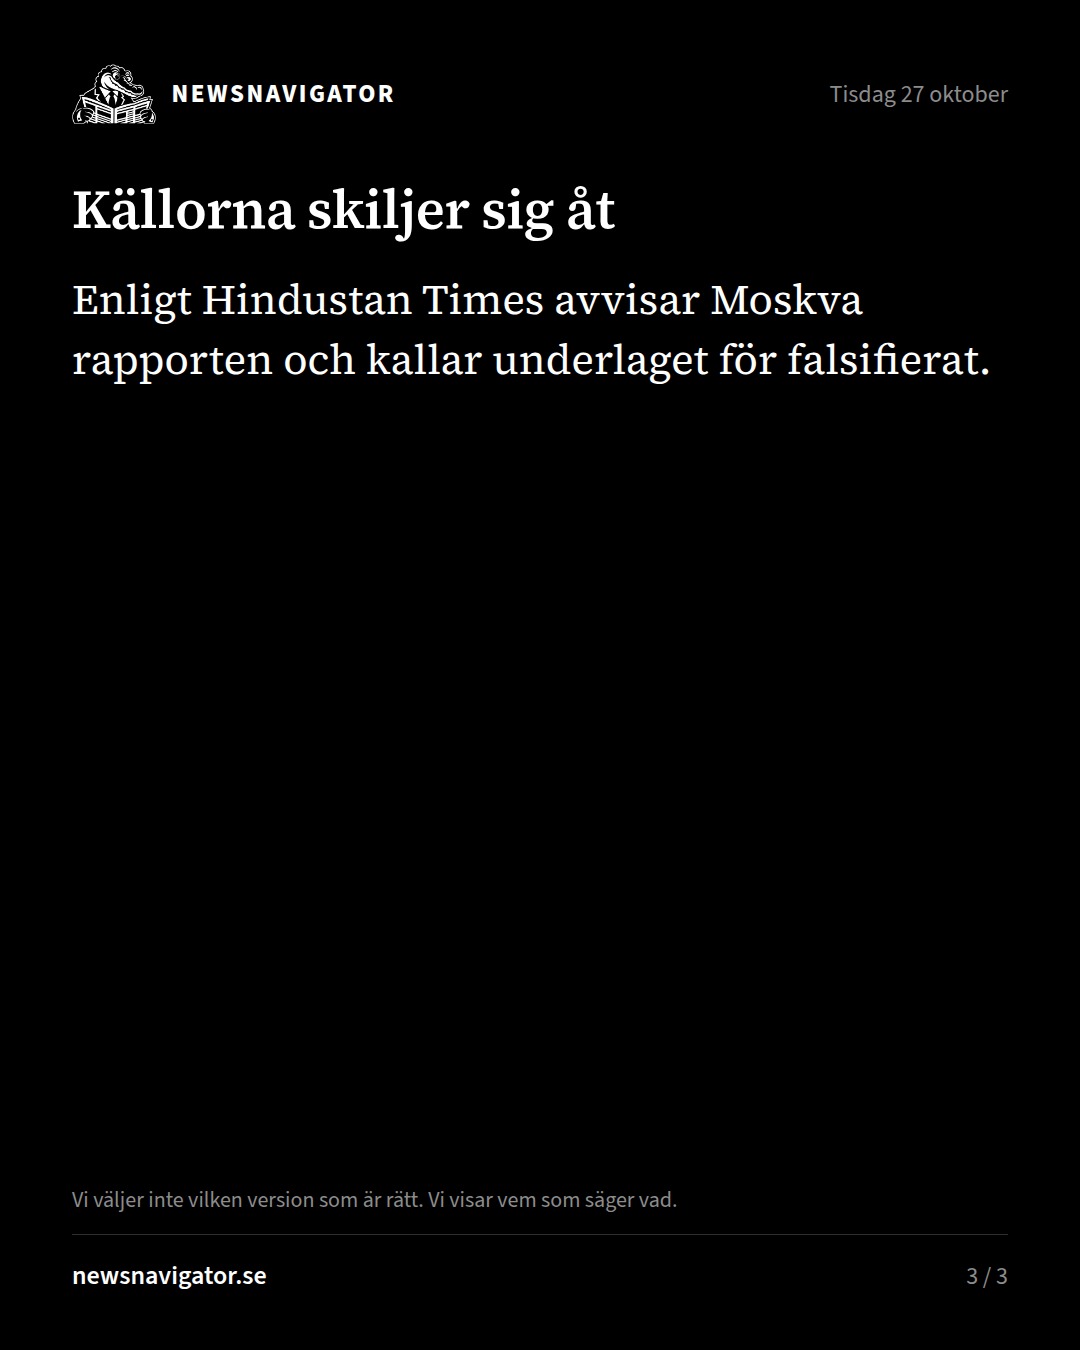 NEWSNAVIGATOR
Tisdag 27 oktober
Källorna skiljer sig åt
Enligt Hindustan Times avvisar Moskva
rapporten och kallar underlaget för falsifierat.
Vi väljer inte vilken version som är rätt. Vi visar vem som säger vad.
newsnavigator.se
3 / 3